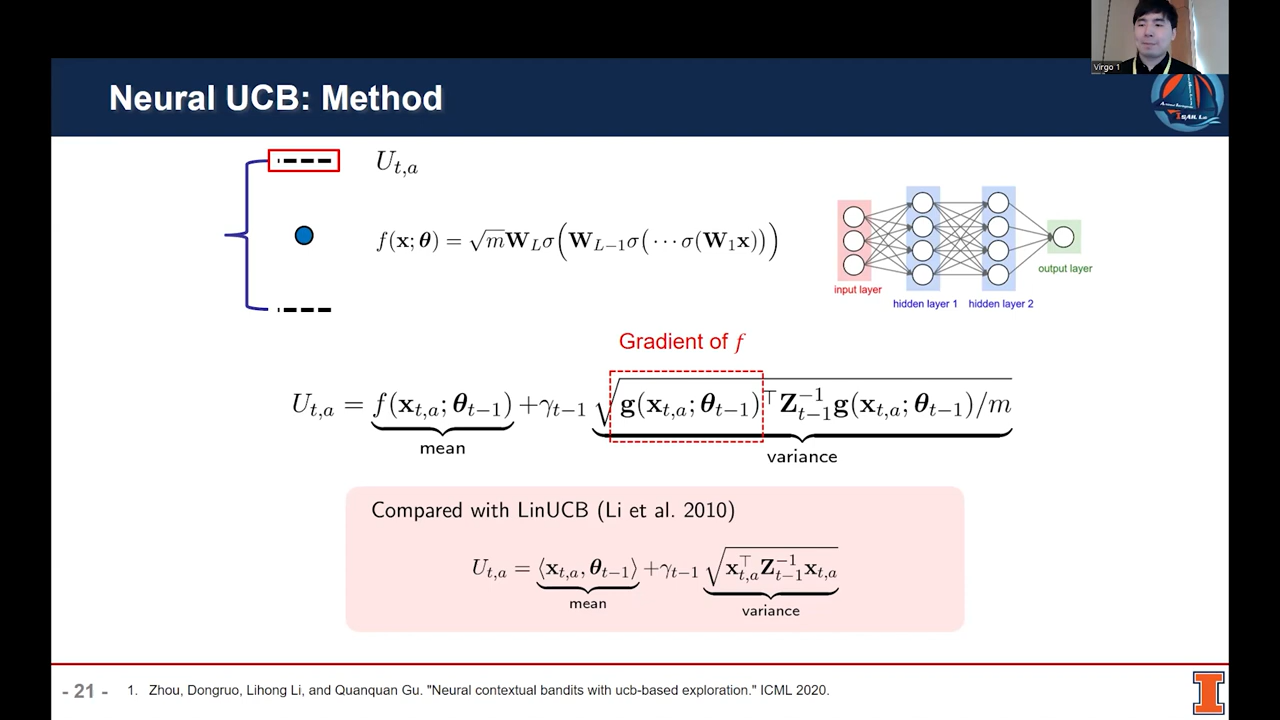 Virgo 1
Neural UCB: Method
U_{t,a}
f(x; θ) = √m W_L σ(W_{L−1} σ(⋯ σ(W_1 x)))
input layer
hidden layer 1
hidden layer 2
output layer
Gradient of f
U_{t,a} = f(x_{t,a}; θ_{t−1}) + γ_{t−1} √(g(x_{t,a}; θ_{t−1})^⊤ Z_{t−1}^{−1} g(x_{t,a}; θ_{t−1})/m)
mean
variance
Compared with LinUCB (Li et al. 2010)
U_{t,a} = ⟨x_{t,a}, θ_{t−1}⟩ + γ_{t−1} √(x_{t,a}^⊤ Z_{t−1}^{−1} x_{t,a})
mean
variance
- 21 -
1. Zhou, Dongruo, Lihong Li, and Quanquan Gu. "Neural contextual bandits with ucb-based exploration." ICML 2020.